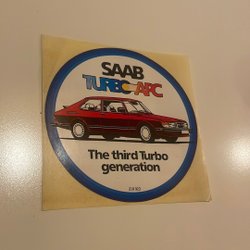 SAAB
TURBO APC
The third Turbo
generation